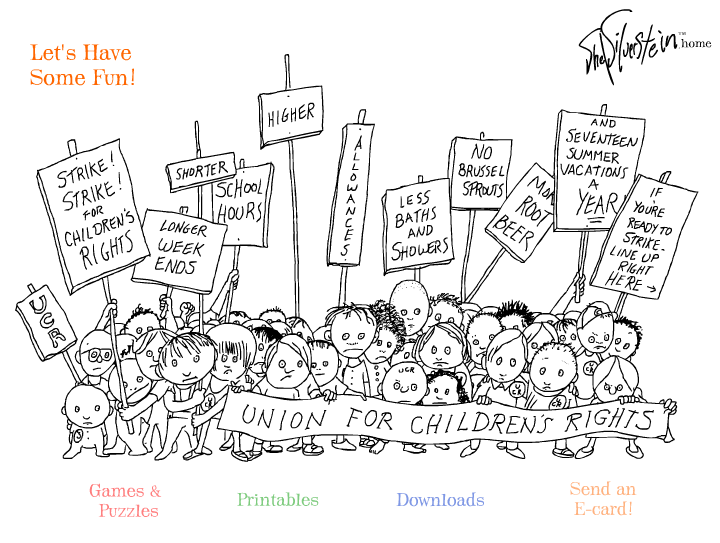 Let's Have
Some Fun!
Shel Silverstein™
home
UCR
STRIKE!
STRIKE!
FOR
CHILDREN'S
RIGHTS
LONGER
WEEK
ENDS
SHORTER
SCHOOL
HOURS
HIGHER
ALLOWANCES
LESS
BATHS
AND
SHOWERS
NO
BRUSSEL
SPROUTS
ROOT
BEER
AND
SEVENTEEN
SUMMER
VACATIONS
A
YEAR
IF
YOU'RE
READY TO
STRIKE-
LINE UP
RIGHT
HERE →
UCR
UNION FOR CHILDREN'S RIGHTS
Games &
Puzzles
Printables
Downloads
Send an
E-card!